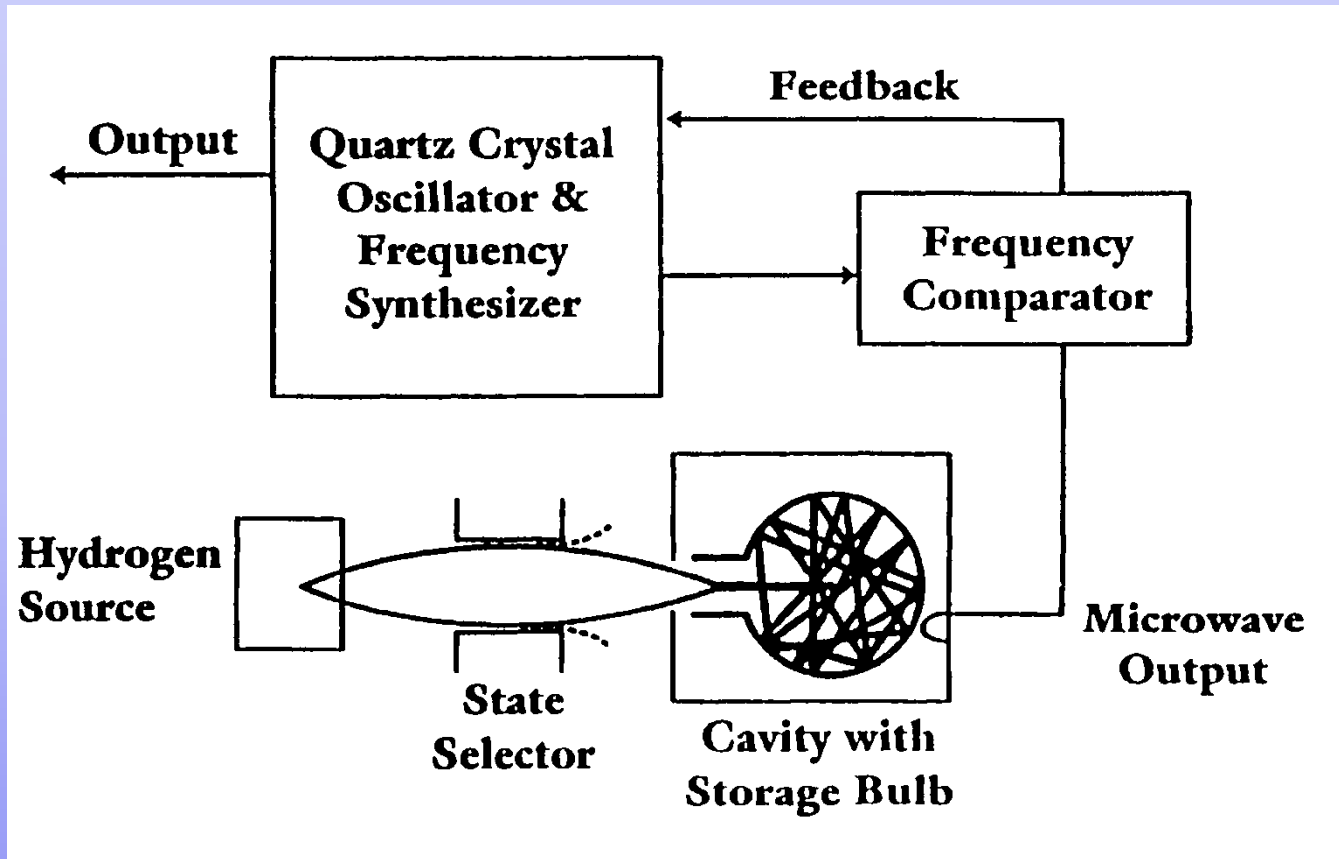 Feedback
Output
Quartz Crystal
Oscillator &
Frequency
Synthesizer
Frequency
Comparator
Hydrogen
Source
State
Selector
Cavity with
Storage Bulb
Microwave
Output